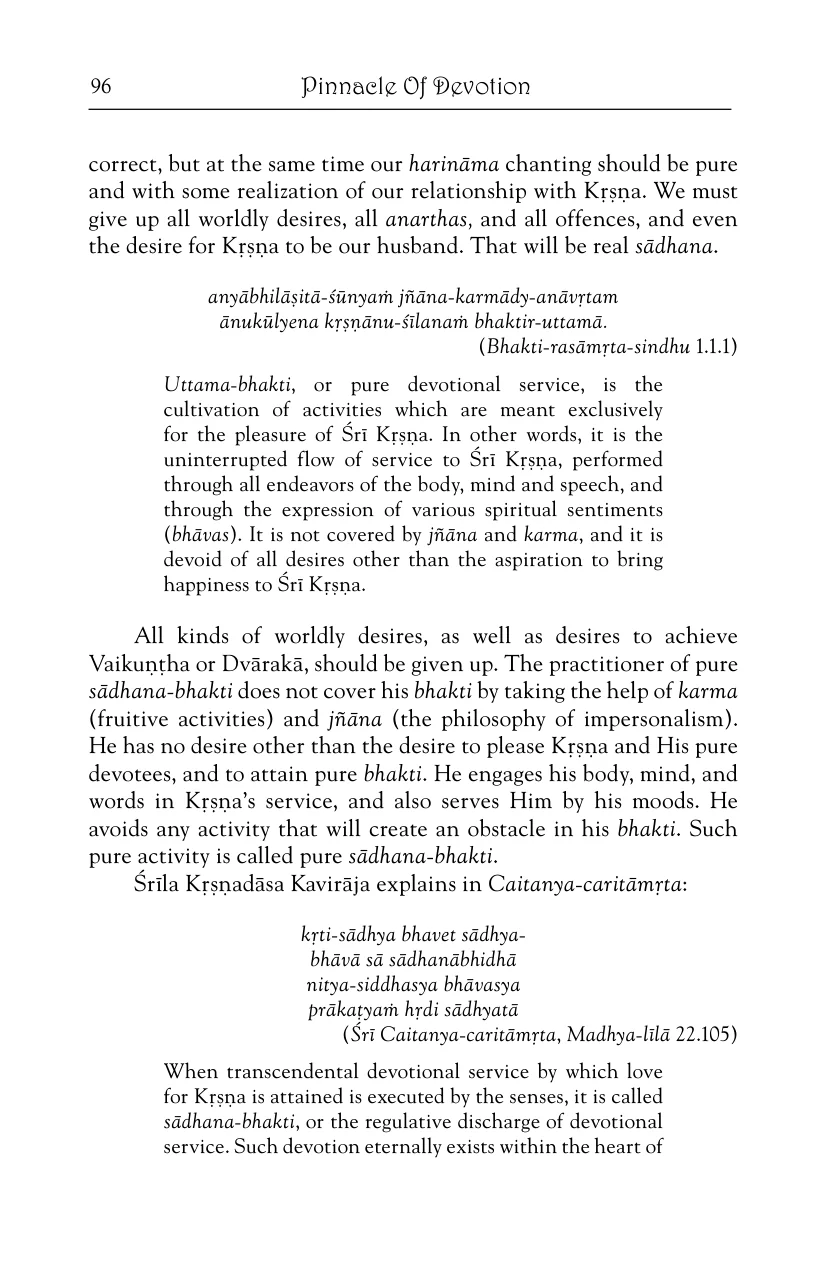 96 Pinnacle Of Devotion
correct, but at the same time our harināma chanting should be pure
and with some realization of our relationship with Kṛṣṇa. We must
give up all worldly desires, all anarthas, and all offences, and even
the desire for Kṛṣṇa to be our husband. That will be real sādhana.
anyābhilāṣitā-śūnyaṁ jñāna-karmādy-anāvṛtam
ānukūlyena kṛṣṇānu-śīlanaṁ bhaktir-uttamā.
(Bhakti-rasāmṛta-sindhu 1.1.1)
Uttama-bhakti, or pure devotional service, is the
cultivation of activities which are meant exclusively
for the pleasure of Śrī Kṛṣṇa. In other words, it is the
uninterrupted flow of service to Śrī Kṛṣṇa, performed
through all endeavors of the body, mind and speech, and
through the expression of various spiritual sentiments
(bhāvas). It is not covered by jñāna and karma, and it is
devoid of all desires other than the aspiration to bring
happiness to Śrī Kṛṣṇa.
All kinds of worldly desires, as well as desires to achieve
Vaikuṇṭha or Dvārakā, should be given up. The practitioner of pure
sādhana-bhakti does not cover his bhakti by taking the help of karma
(fruitive activities) and jñāna (the philosophy of impersonalism).
He has no desire other than the desire to please Kṛṣṇa and His pure
devotees, and to attain pure bhakti. He engages his body, mind, and
words in Kṛṣṇa’s service, and also serves Him by his moods. He
avoids any activity that will create an obstacle in his bhakti. Such
pure activity is called pure sādhana-bhakti.
Śrīla Kṛṣṇadāsa Kavirāja explains in Caitanya-caritāmṛta:
kṛti-sādhya bhavet sādhya-
bhāvā sā sādhanābhidhā
nitya-siddhasya bhāvasya
prākaṭyaṁ hṛdi sādhyatā
(Śrī Caitanya-caritāmṛta, Madhya-līlā 22.105)
When transcendental devotional service by which love
for Kṛṣṇa is attained is executed by the senses, it is called
sādhana-bhakti, or the regulative discharge of devotional
service. Such devotion eternally exists within the heart of